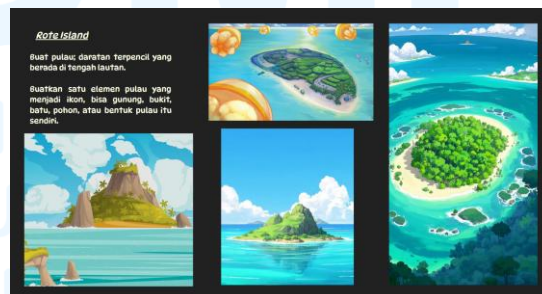 Rote Island
Buat pulau; daratan terpencil yang
berada di tengah lautan.
Buatkan satu elemen pulau yang
menjadi ikon, bisa gunung, bukit,
batu, pohon, atau bentuk pulau itu
sendiri.